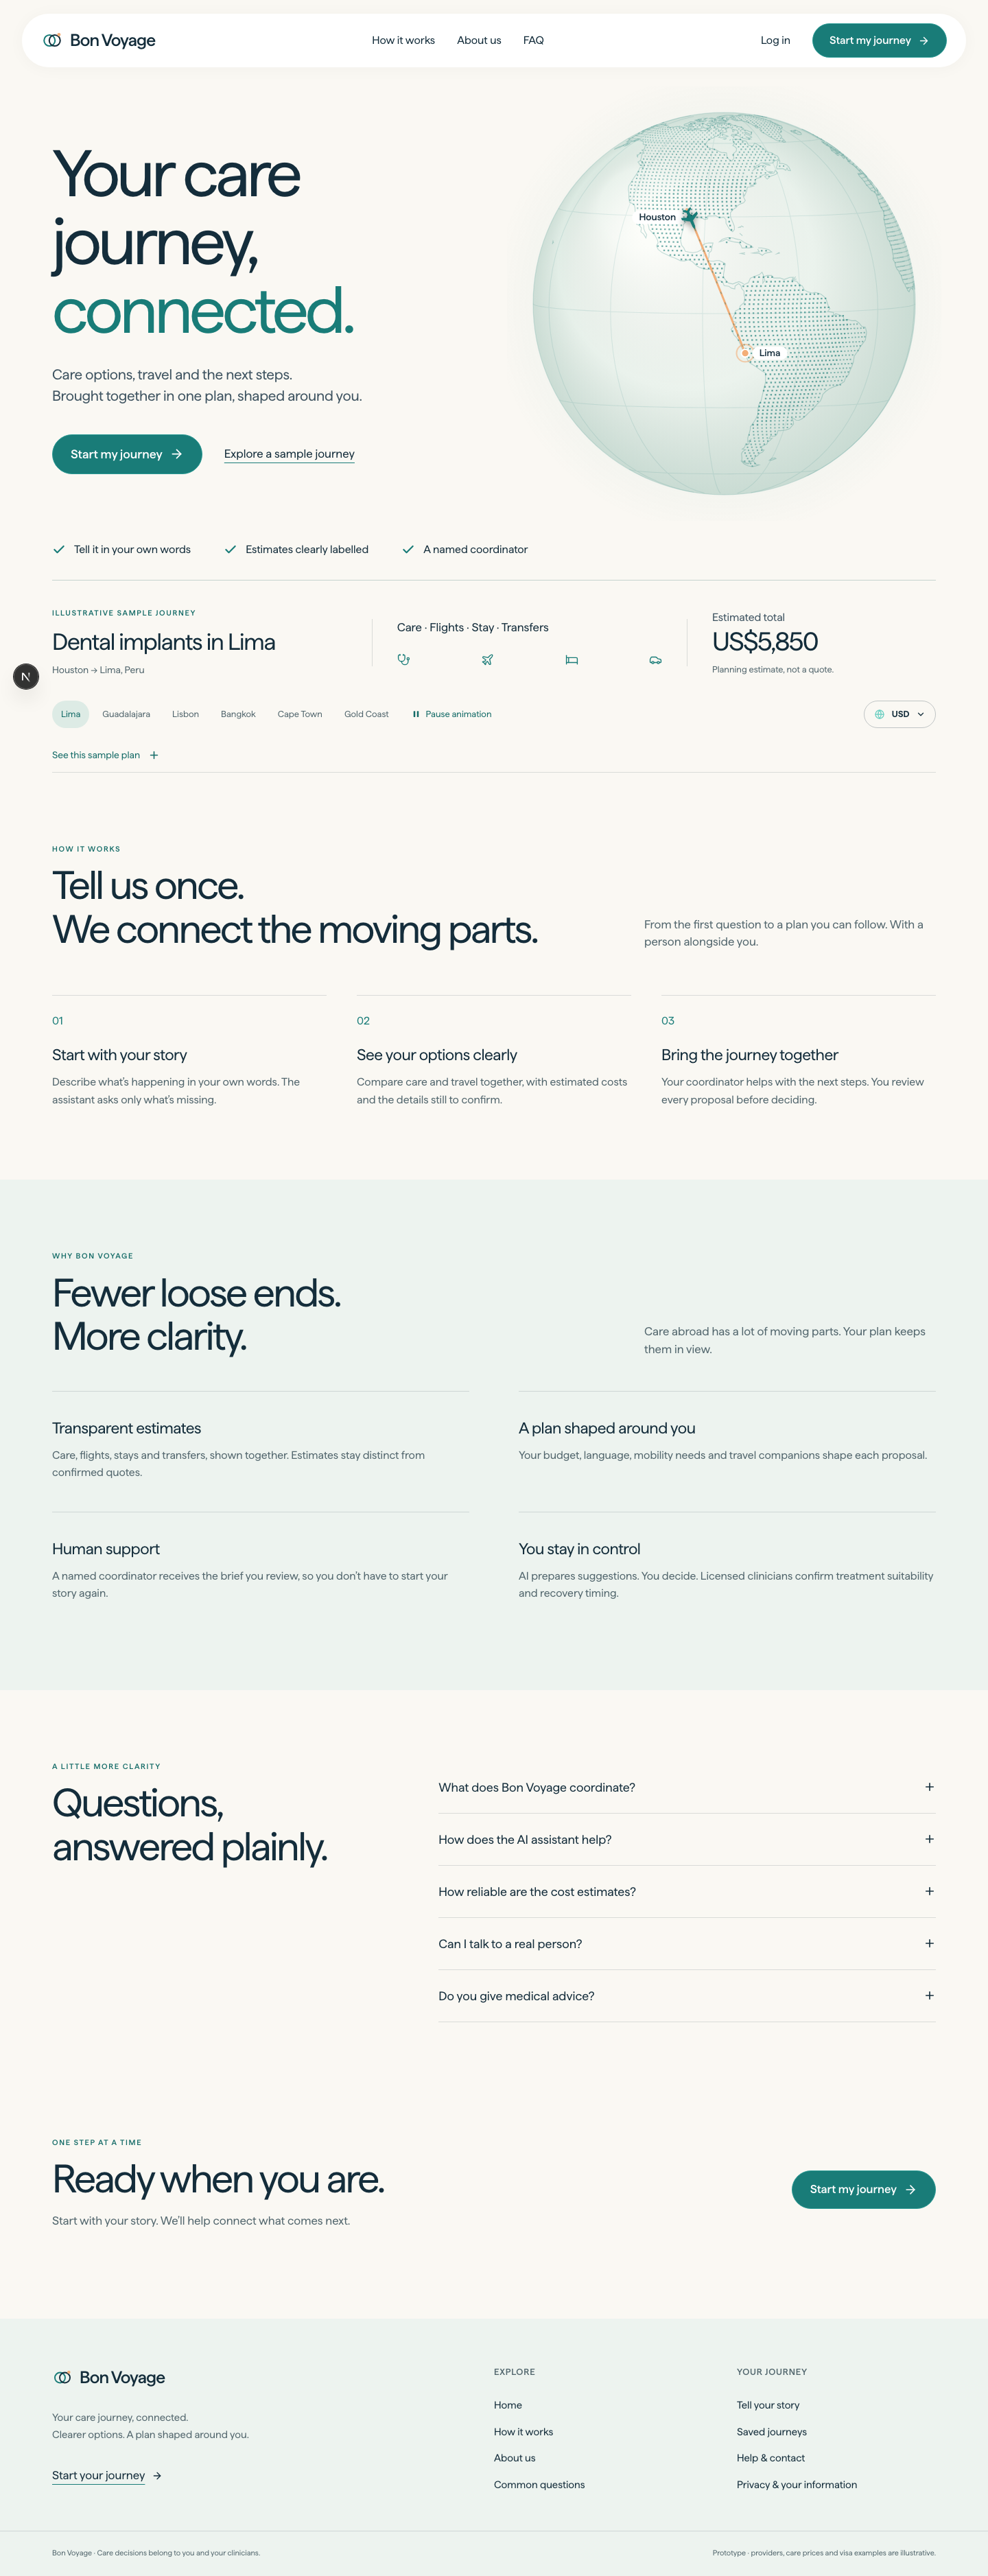 Bon Voyage
How it works
About us
FAQ
Log in
Start my journey
Your care
journey,
connected.
Care options, travel and the next steps.
Brought together in one plan, shaped around you.
Start my journey
Explore a sample journey
Houston
Lima
Tell it in your own words
Estimates clearly labelled
A named coordinator
ILLUSTRATIVE SAMPLE JOURNEY
Dental implants in Lima
Houston → Lima, Peru
Care · Flights · Stay · Transfers
Estimated total
US$5,850
Planning estimate, not a quote.
N
Lima
Guadalajara
Lisbon
Bangkok
Cape Town
Gold Coast
Pause animation
USD
See this sample plan
HOW IT WORKS
Tell us once.
We connect the moving parts.
From the first question to a plan you can follow. With a
person alongside you.
01
Start with your story
Describe what's happening in your own words. The
assistant asks only what's missing.
02
See your options clearly
Compare care and travel together, with estimated costs
and the details still to confirm.
03
Bring the journey together
Your coordinator helps with the next steps. You review
every proposal before deciding.
WHY BON VOYAGE
Fewer loose ends.
More clarity.
Care abroad has a lot of moving parts. Your plan keeps
them in view.
Transparent estimates
Care, flights, stays and transfers, shown together. Estimates stay distinct from
confirmed quotes.
A plan shaped around you
Your budget, language, mobility needs and travel companions shape each proposal.
Human support
A named coordinator receives the brief you review, so you don't have to start your
story again.
You stay in control
AI prepares suggestions. You decide. Licensed clinicians confirm treatment suitability
and recovery timing.
A LITTLE MORE CLARITY
Questions,
answered plainly.
What does Bon Voyage coordinate?
How does the AI assistant help?
How reliable are the cost estimates?
Can I talk to a real person?
Do you give medical advice?
ONE STEP AT A TIME
Ready when you are.
Start with your story. We'll help connect what comes next.
Start my journey
Bon Voyage
Your care journey, connected.
Clearer options. A plan shaped around you.
Start your journey
EXPLORE
Home
How it works
About us
Common questions
YOUR JOURNEY
Tell your story
Saved journeys
Help & contact
Privacy & your information
Bon Voyage · Care decisions belong to you and your clinicians.
Prototype · providers, care prices and visa examples are illustrative.